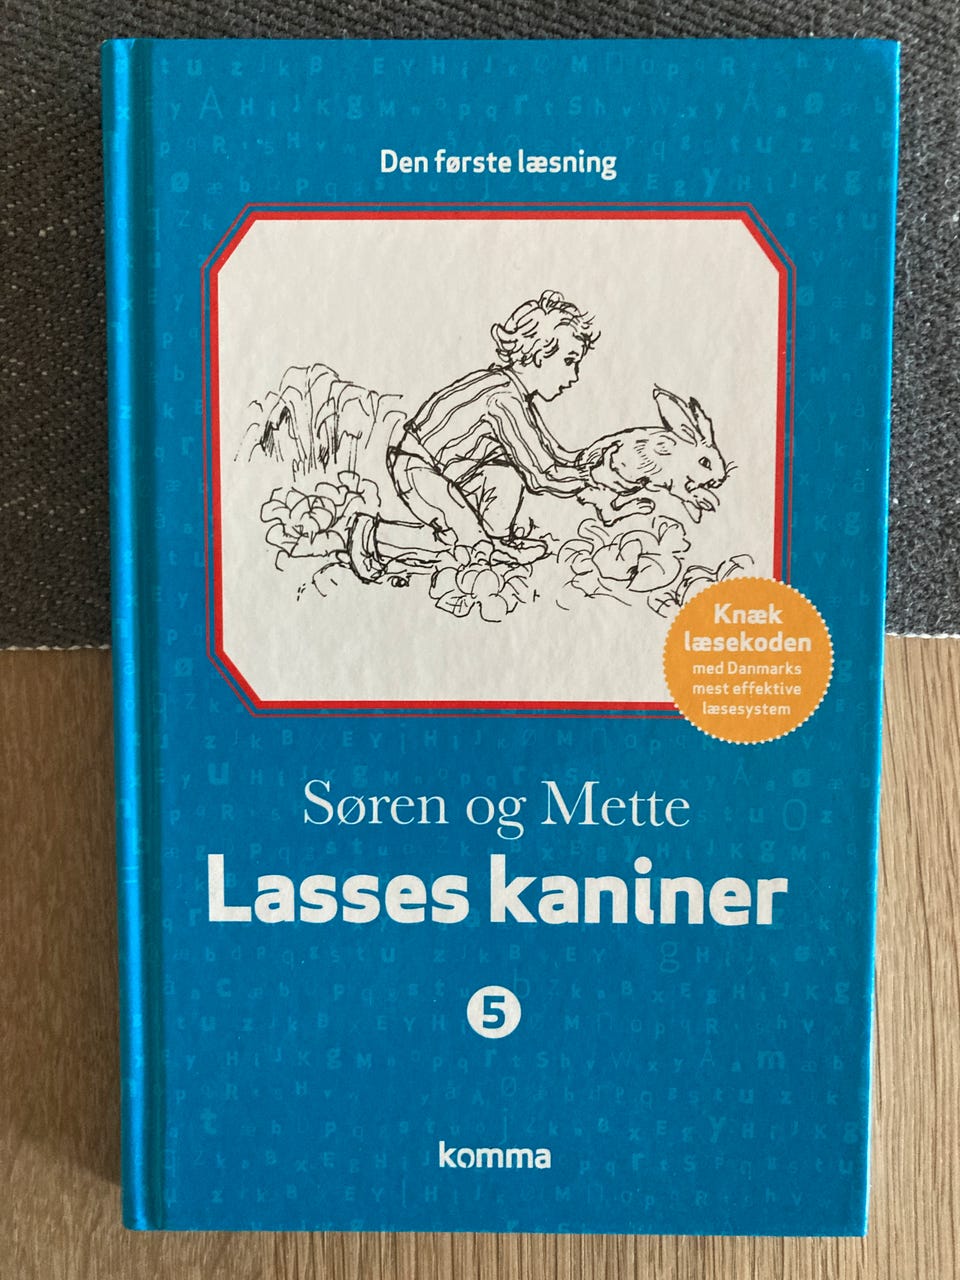 Den første læsning
Knæk
læsekoden
med Danmarks
mest effektive
læsesystem
Søren og Mette
Lasses kaniner
5
komma